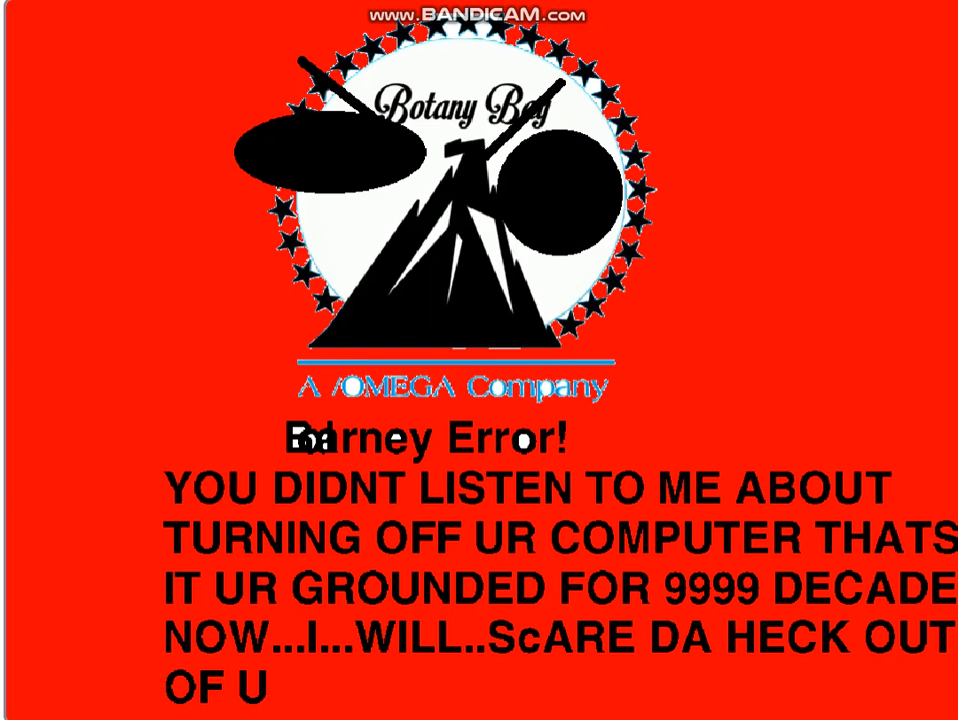 www.BANDICAM.com
Botany Bay
A /OMEGA Company
Barney Error!
YOU DIDNT LISTEN TO ME ABOUT
TURNING OFF UR COMPUTER THATS
IT UR GROUNDED FOR 9999 DECADE
NOW...I...WILL..ScARE DA HECK OUT
OF U